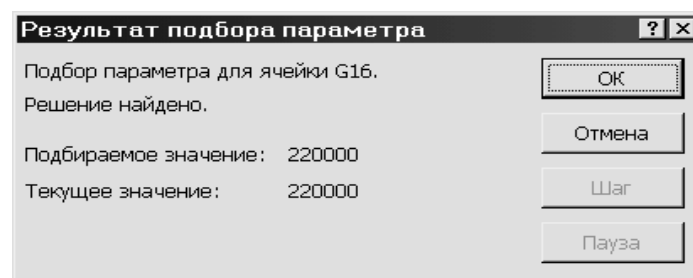 Результат подбора параметра ? ×
Подбор параметра для ячейки G16.
Решение найдено.
Подбираемое значение: 220000
Текущее значение: 220000
ОК
Отмена
Шаг
Пауза